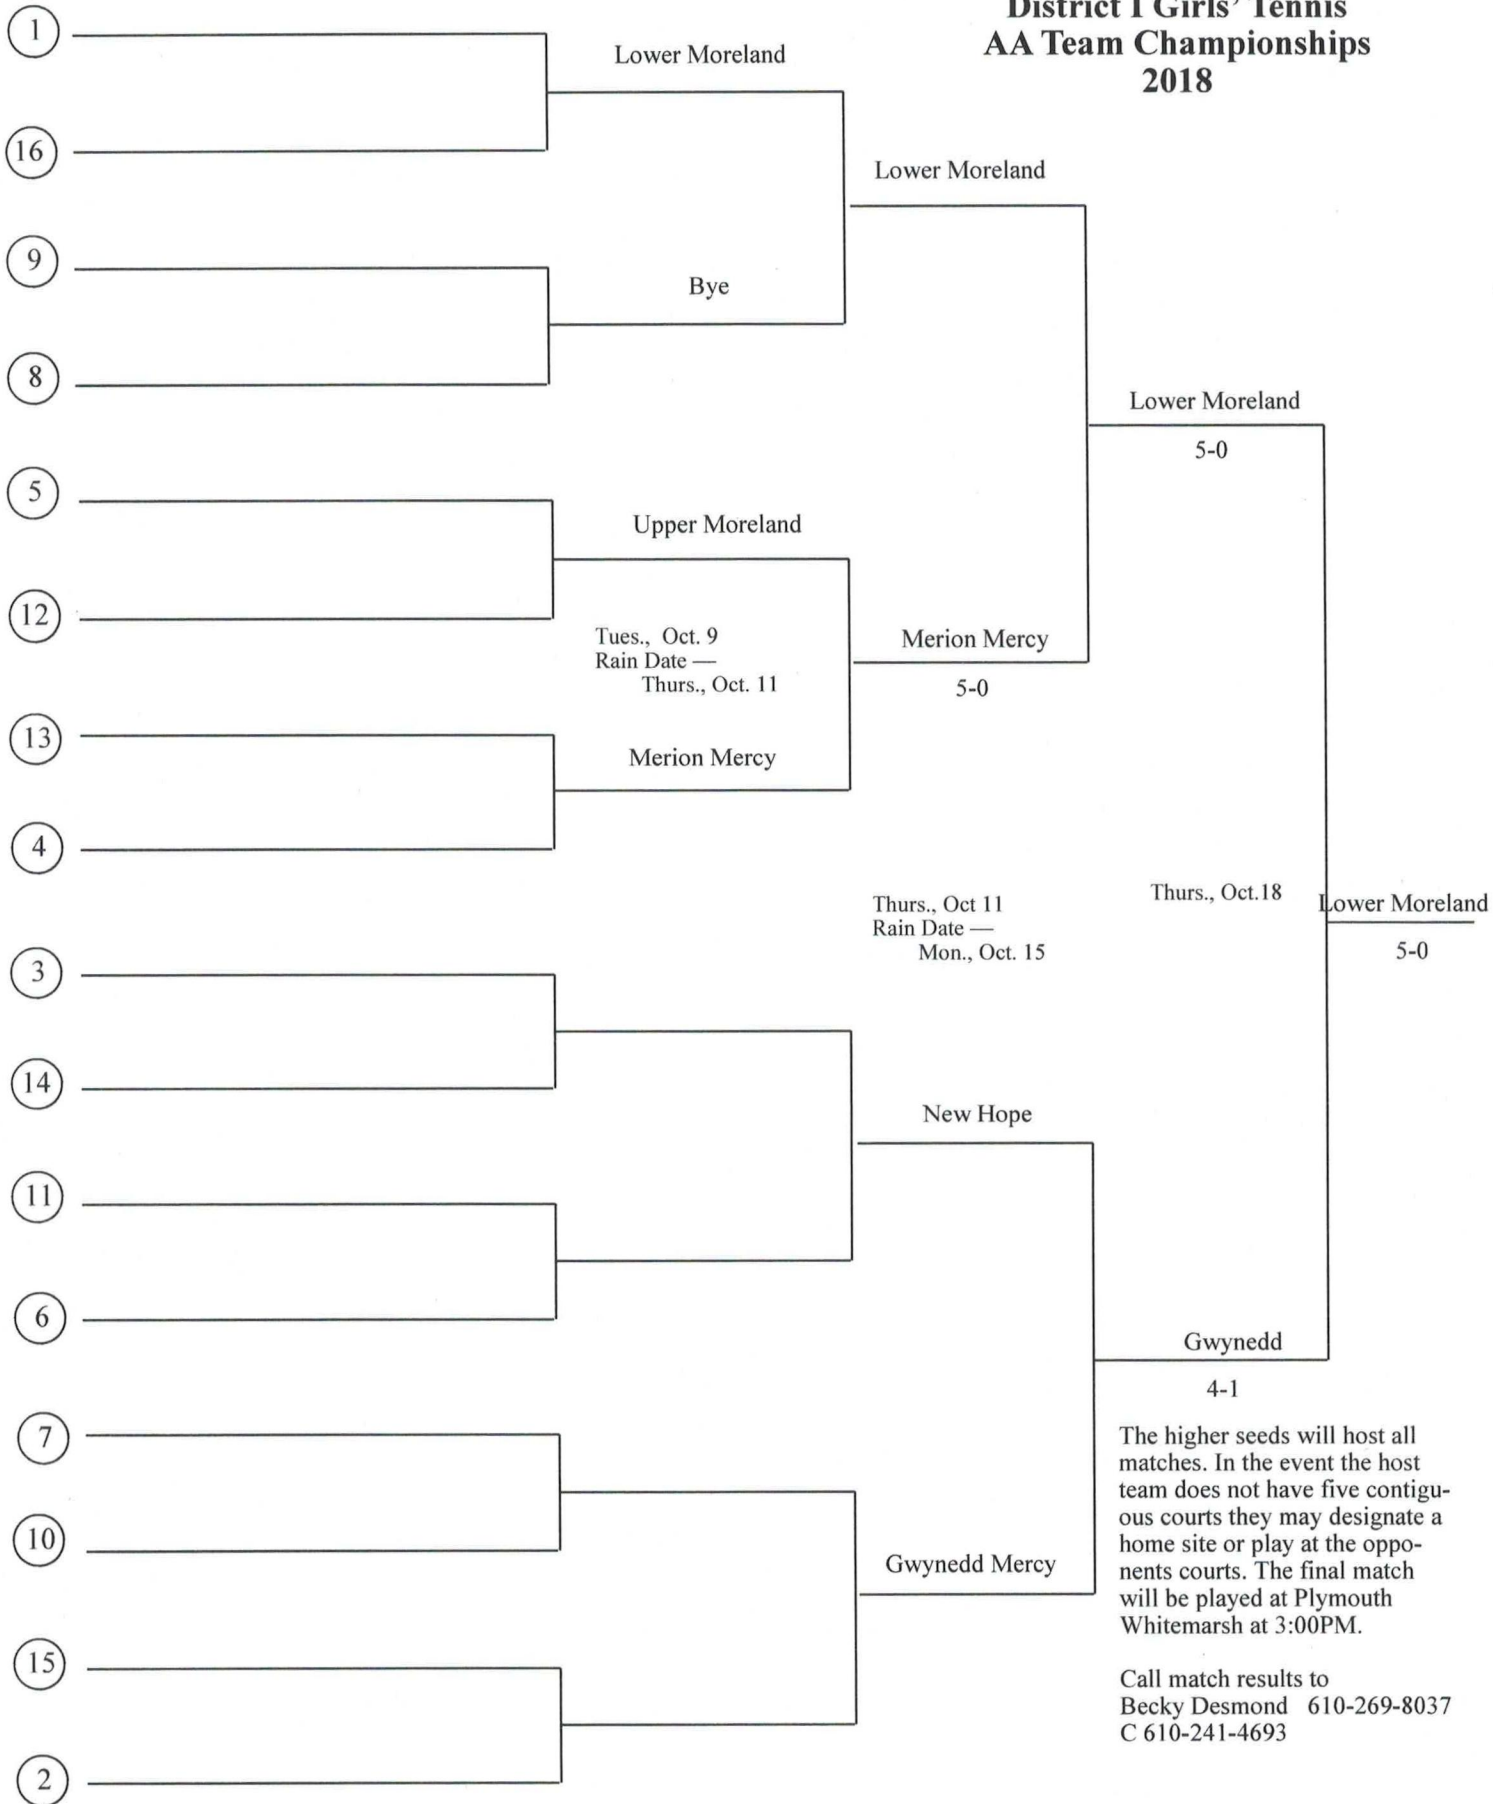 District 1 Girls' Tennis
AA Team Championships
2018
1
Lower Moreland
16
Lower Moreland
9
Bye
8
Lower Moreland
5-0
5
Upper Moreland
12
Tues., Oct. 9
Rain Date —
Thurs., Oct. 11
Merion Mercy
5-0
13
Merion Mercy
4
Thurs., Oct 11
Rain Date —
Mon., Oct. 15
Thurs., Oct.18
Lower Moreland
5-0
3
14
New Hope
11
6
Gwynedd
4-1
7
10
Gwynedd Mercy
15
2
The higher seeds will host all
matches. In the event the host
team does not have five contigu-
ous courts they may designate a
home site or play at the oppo-
nents courts. The final match
will be played at Plymouth
Whitemarsh at 3:00PM.
Call match results to
Becky Desmond 610-269-8037
C 610-241-4693